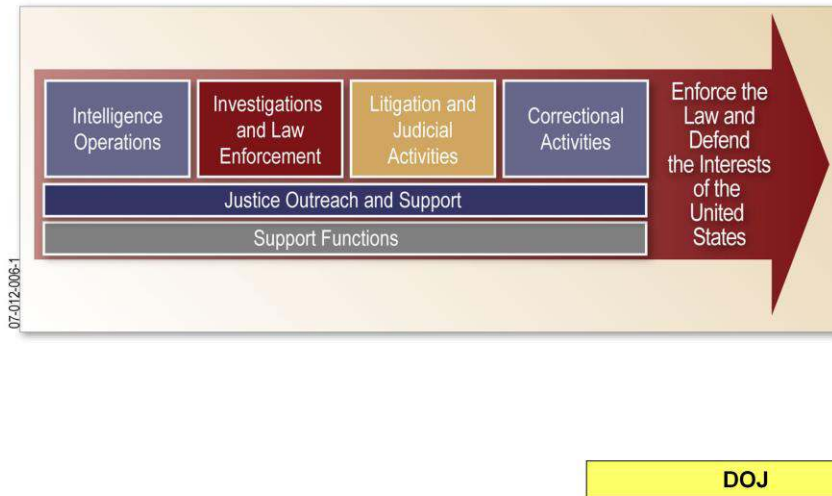 Intelligence
Operations
Investigations
and Law
Enforcement
Litigation and
Judicial
Activities
Correctional
Activities
Enforce the
Law and
Defend
the Interests
of the
United
States
Justice Outreach and Support
Support Functions
07-012-006-1
DOJ